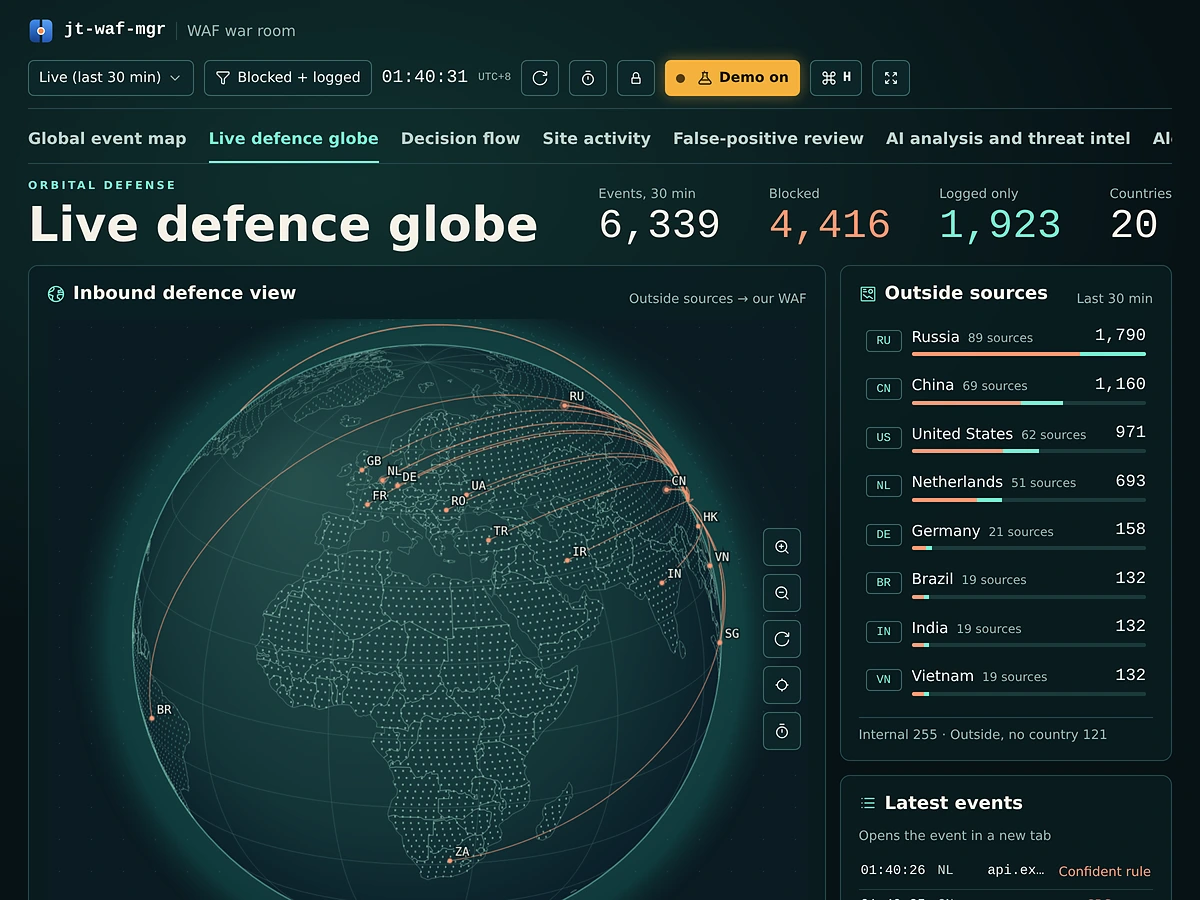 jt-waf-mgr WAF war room
Live (last 30 min) Blocked + logged 01:40:31 UTC+8 Demo on ⌘ H
Global event map Live defence globe Decision flow Site activity False-positive review AI analysis and threat intel
ORBITAL DEFENSE
Live defence globe
Events, 30 min Blocked Logged only Countries
6,339 4,416 1,923 20
Inbound defence view
Outside sources → our WAF
RU
GB
NL
DE
CN
UA
FR
RO
HK
TR
IR
VN
IN
SG
BR
ZA
Outside sources Last 30 min
RU Russia 89 sources 1,790
CN China 69 sources 1,160
US United States 62 sources 971
NL Netherlands 51 sources 693
DE Germany 21 sources 158
BR Brazil 19 sources 132
IN India 19 sources 132
VN Vietnam 19 sources 132
Internal 255 · Outside, no country 121
Latest events
Opens the event in a new tab
01:40:26 NL api.ex… Confident rule